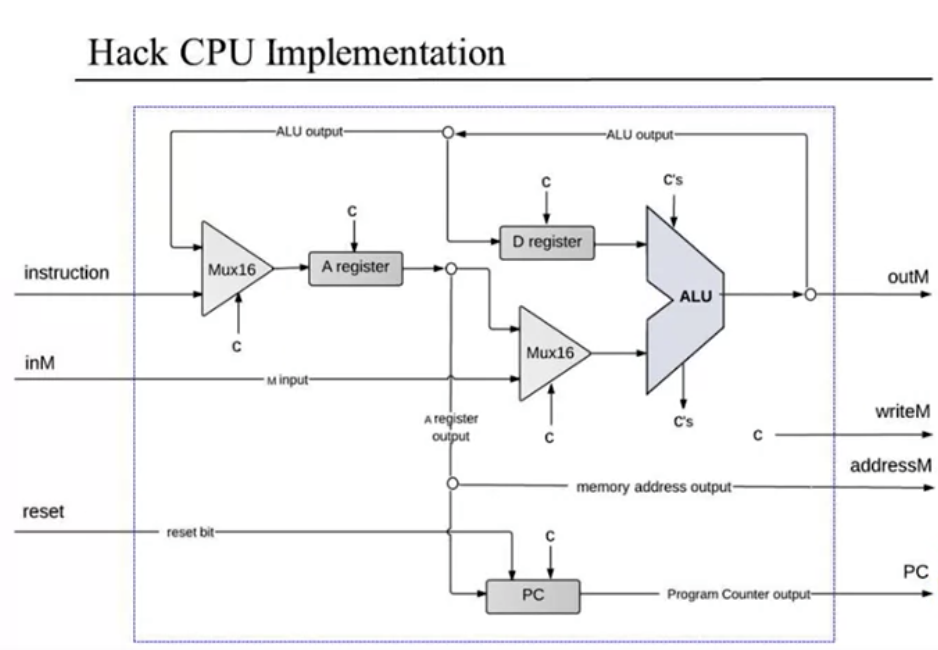 Hack CPU Implementation
ALU output
ALU output
C
C's
D register
C
instruction
Mux16
A register
ALU
outM
C
Mux16
inM
M input
A register
output
C
C's
C
writeM
addressM
memory address output
reset
reset bit
C
PC
Program Counter output
PC